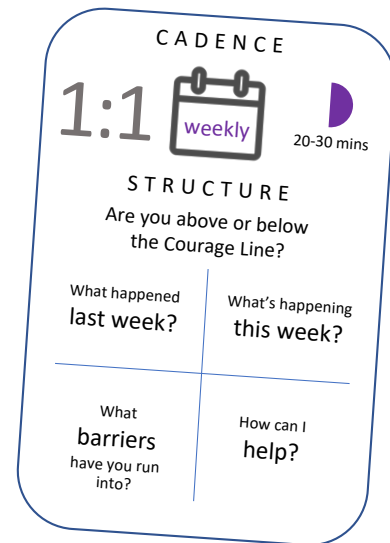 CADENCE
1:1
weekly
20-30 mins
STRUCTURE
Are you above or below
the Courage Line?
What happened
last week?
What's happening
this week?
What
barriers
have you run
into?
How can I
help?